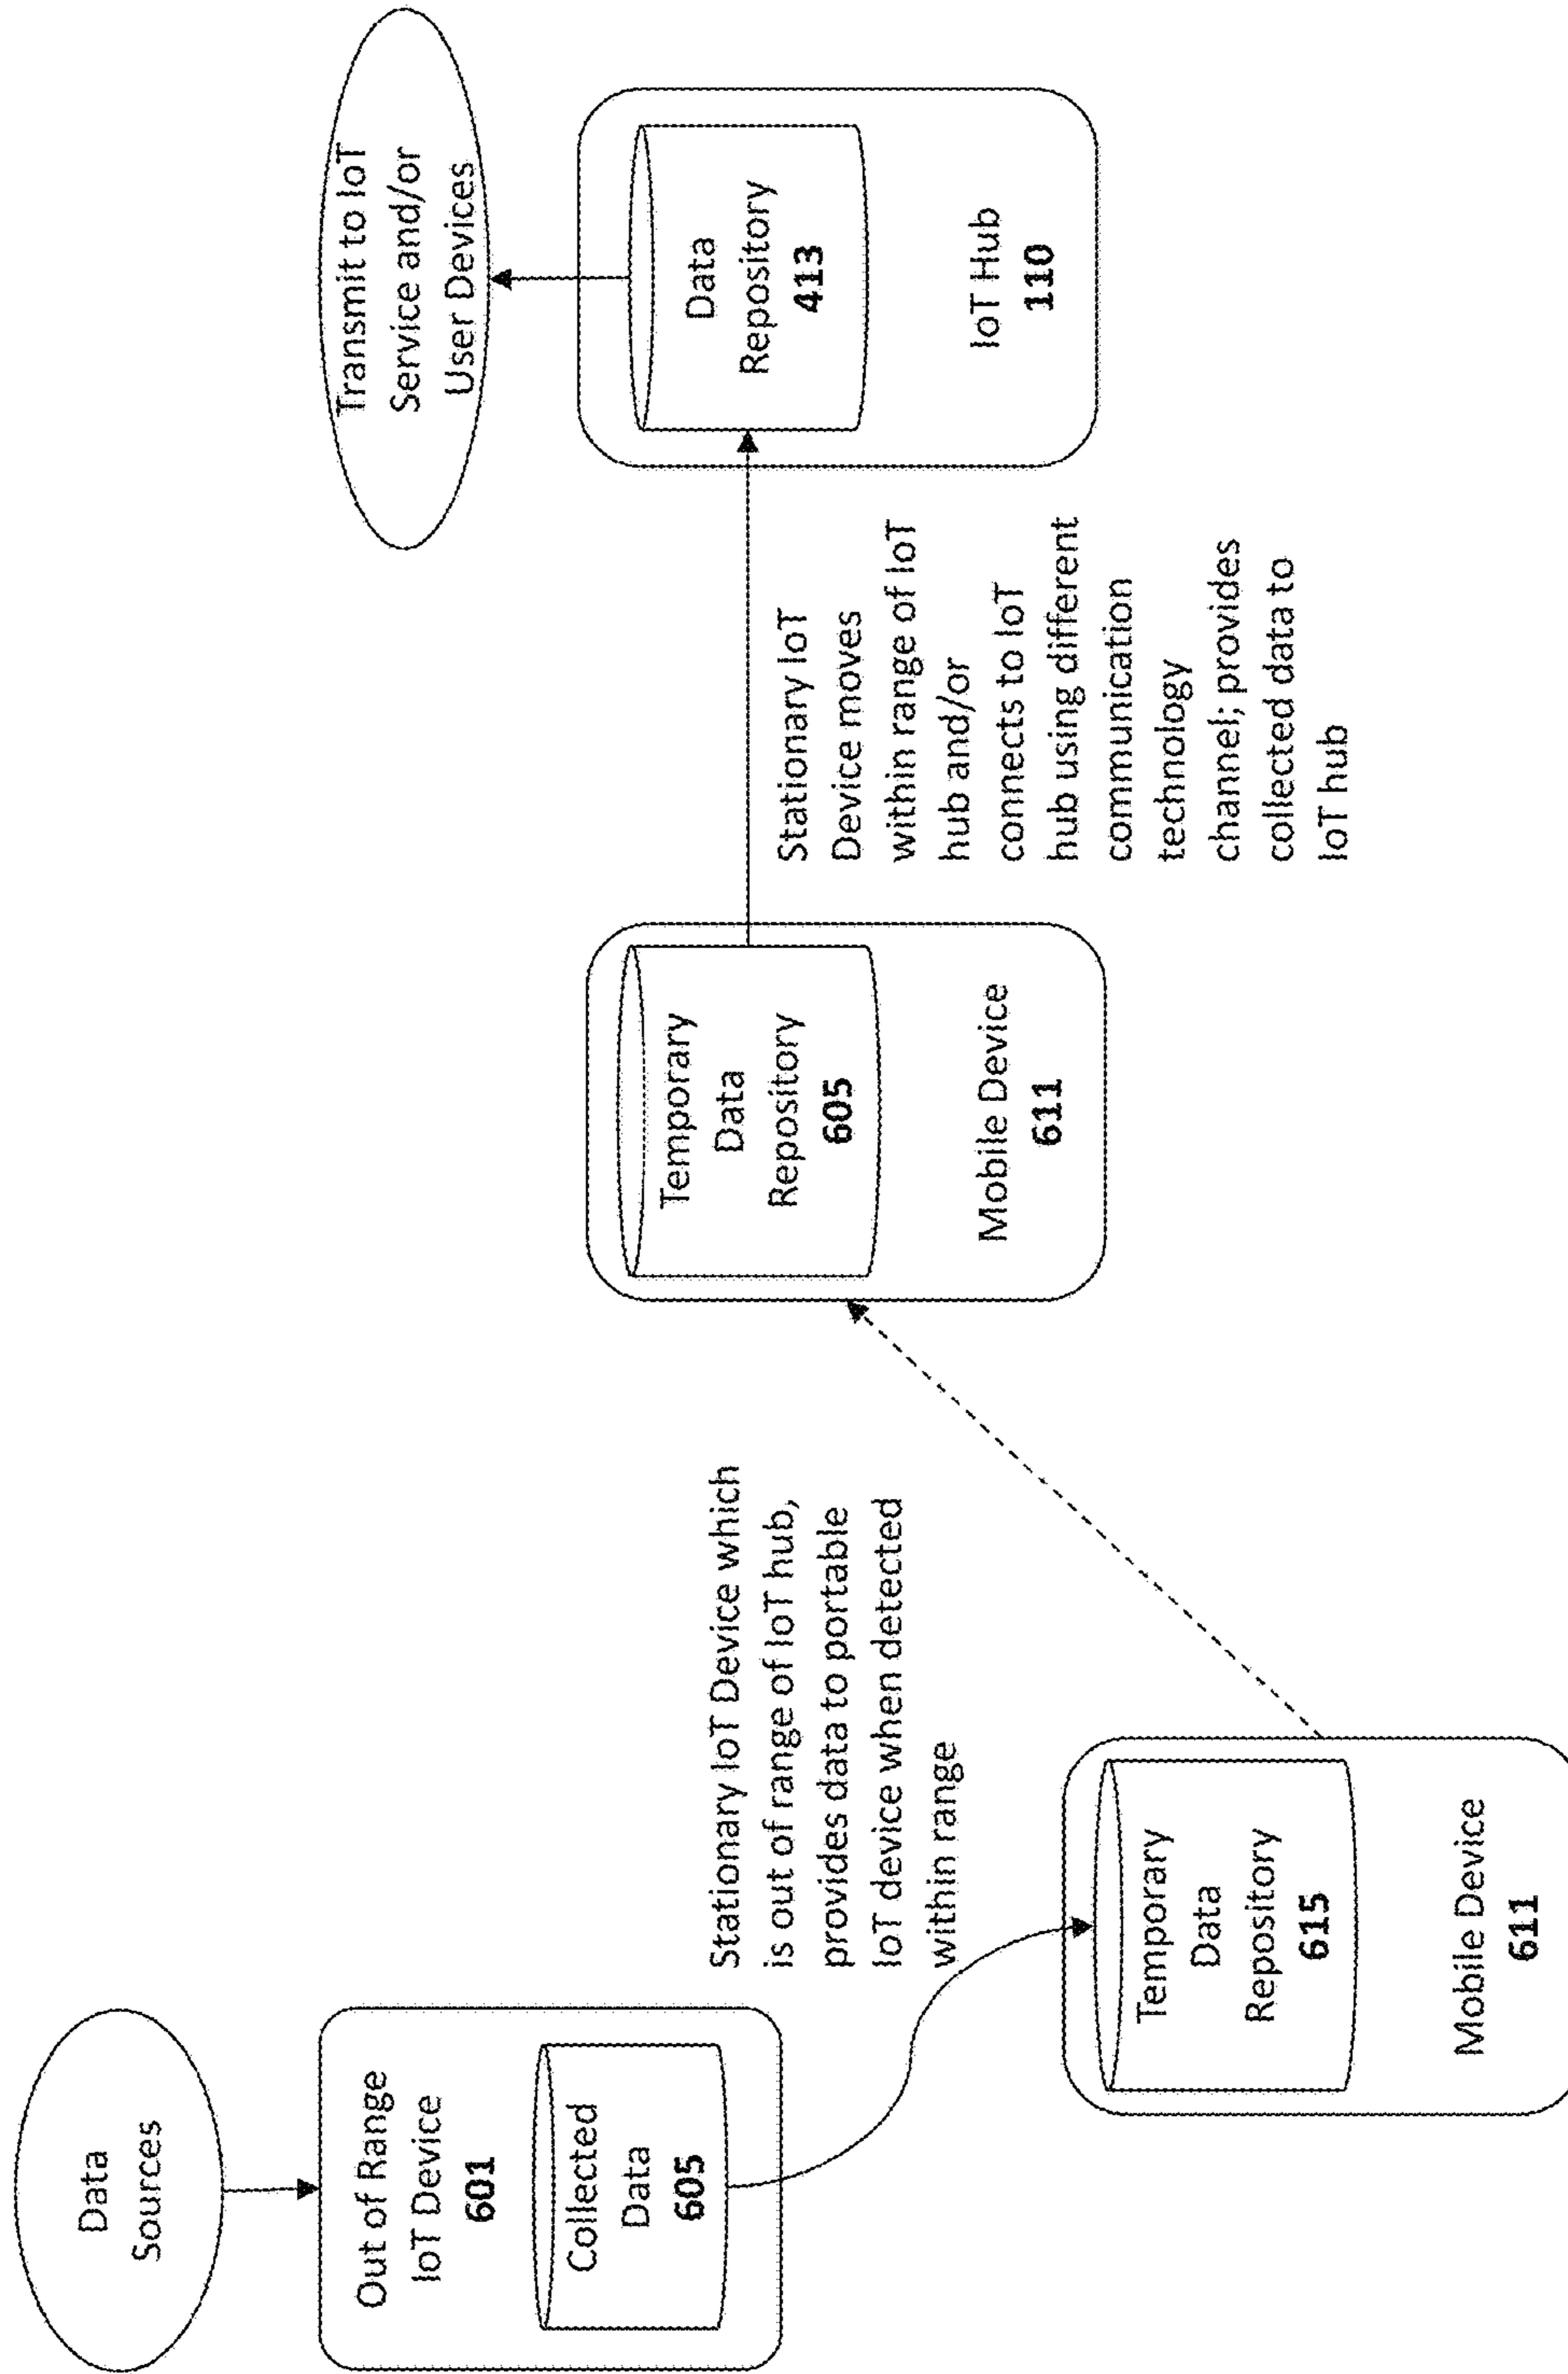 Data
Sources
Out of Range
IoT Device
601
Collected
Data
605
Stationary IoT Device which
is out of range of IoT hub,
provides data to portable
IoT device when detected
within range
Temporary
Data
Repository
615
Mobile Device
611
Temporary
Data
Repository
605
Mobile Device
611
Stationary IoT
Device moves
within range of IoT
hub and/or
connects to IoT
hub using different
communication
technology
channel; provides
collected data to
IoT hub
Transmit to IoT
Service and/or
User Devices
Data
Repository
413
IoT Hub
110